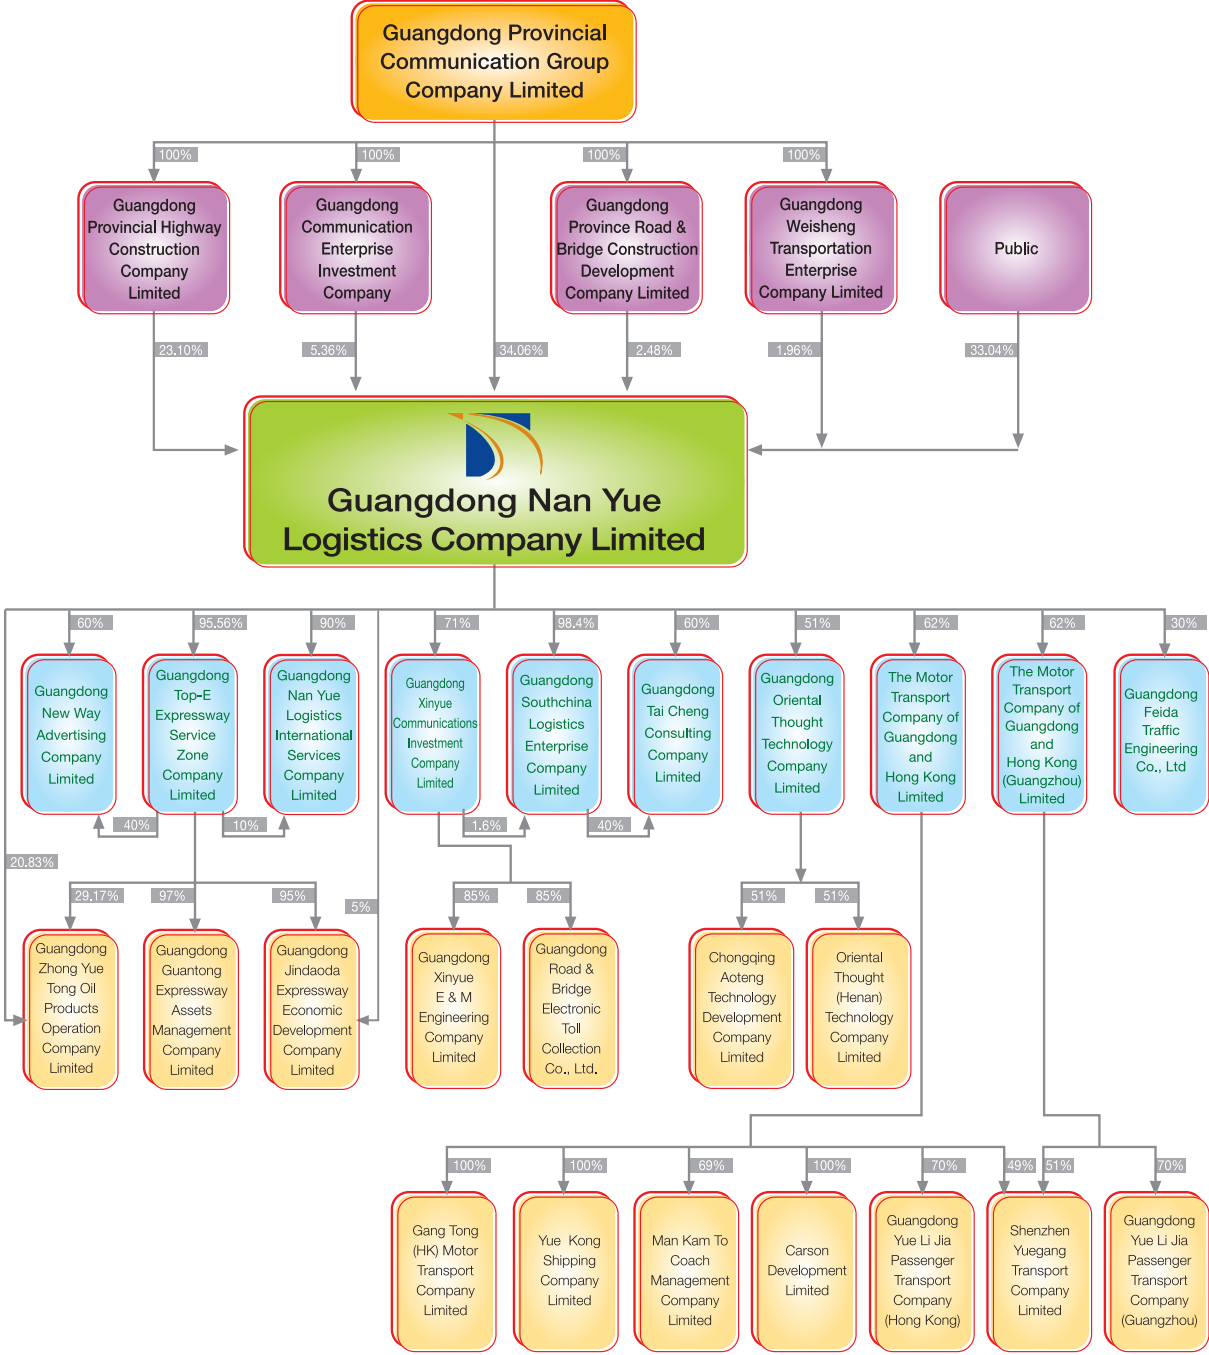 Guangdong Provincial
Communication Group
Company Limited
100%
100%
100%
100%
Guangdong
Provincial Highway
Construction
Company
Limited
Guangdong
Communication
Enterprise
Investment
Company
Guangdong
Province Road &
Bridge Construction
Development
Company Limited
Guangdong
Weisheng
Transportation
Enterprise
Company Limited
Public
23.10%
5.36%
34.06%
2.48%
1.96%
33.04%
Guangdong Nan Yue
Logistics Company Limited
60%
95.56%
90%
71%
98.4%
60%
51%
62%
62%
30%
Guangdong
New Way
Advertising
Company
Limited
Guangdong
Top-E
Expressway
Service
Zone
Company
Limited
Guangdong
Nan Yue
Logistics
International
Services
Company
Limited
Guangdong
Xinyue
Communications
Investment
Company
Limited
Guangdong
Southchina
Logistics
Enterprise
Company
Limited
Guangdong
Tai Cheng
Consulting
Company
Limited
Guangdong
Oriental
Thought
Technology
Company
Limited
The Motor
Transport
Company of
Guangdong
and
Hong Kong
Limited
The Motor
Transport
Company of
Guangdong
and
Hong Kong
(Guangzhou)
Limited
Guangdong
Feida
Traffic
Engineering
Co., Ltd
40%
10%
1.6%
40%
20.83%
29.17%
97%
95%
5%
85%
85%
51%
51%
Guangdong
Zhong Yue
Tong Oil
Products
Operation
Company
Limited
Guangdong
Guantong
Expressway
Assets
Management
Company
Limited
Guangdong
Jindaoda
Expressway
Economic
Development
Company
Limited
Guangdong
Xinyue
E & M
Engineering
Company
Limited
Guangdong
Road &
Bridge
Electronic
Toll
Collection
Co., Ltd.
Chongqing
Aoteng
Technology
Development
Company
Limited
Oriental
Thought
(Henan)
Technology
Company
Limited
100%
100%
69%
100%
70%
49%
51%
70%
Gang Tong
(HK) Motor
Transport
Company
Limited
Yue Kong
Shipping
Company
Limited
Man Kam To
Coach
Management
Company
Limited
Carson
Development
Limited
Guangdong
Yue Li Jia
Passenger
Transport
Company
(Hong Kong)
Shenzhen
Yuegang
Transport
Company
Limited
Guangdong
Yue Li Jia
Passenger
Transport
Company
(Guangzhou)